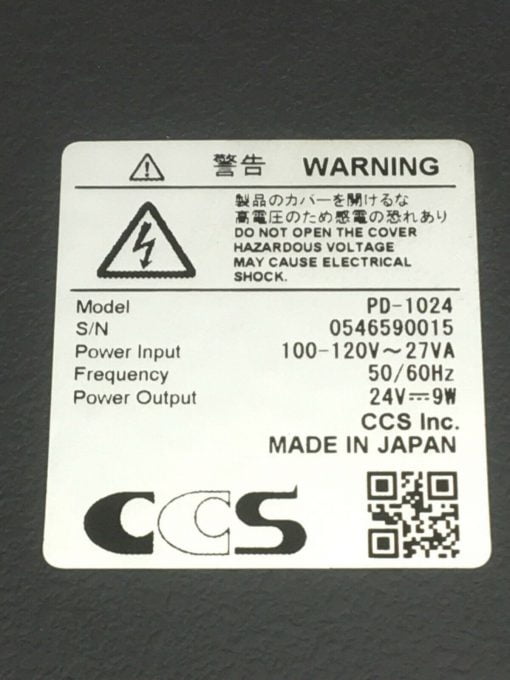 警告 WARNING
製品のカバーを開けるな
高電圧のため感電の恐れあり
DO NOT OPEN THE COVER
HAZARDOUS VOLTAGE
MAY CAUSE ELECTRICAL
SHOCK.
Model PD-1024
S/N 0546590015
Power Input 100-120V~27VA
Frequency 50/60Hz
Power Output 24V⎓9W
CCS Inc.
MADE IN JAPAN
CCS